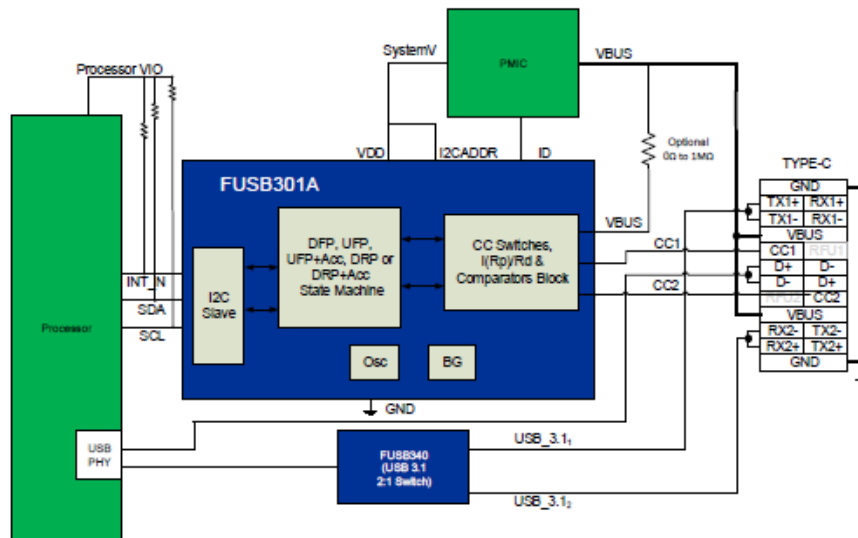 SystemV
PMIC
VBUS
Processor VIO
Optional
0Ω to 1MΩ
VDD
I2CADDR
ID
TYPE-C
FUSB301A
GND
TX1+ RX1+
TX1- RX1-
VBUS
VBUS
DFP, UFP,
UFP+Acc, DRP or
DRP+Acc
State Machine
CC Switches,
I(Rp)/Rd &
Comparators Block
CC1
CC1 RFU1
D+ D-
D- D+
INT_N
I2C
Slave
CC2
RFU2 CC2
SDA
VBUS
Processor
SCL
RX2- TX2-
RX2+ TX2+
Osc
BG
GND
GND
USB
PHY
FUSB340
(USB 3.1
2:1 Switch)
USB_3.1₁
USB_3.1₂